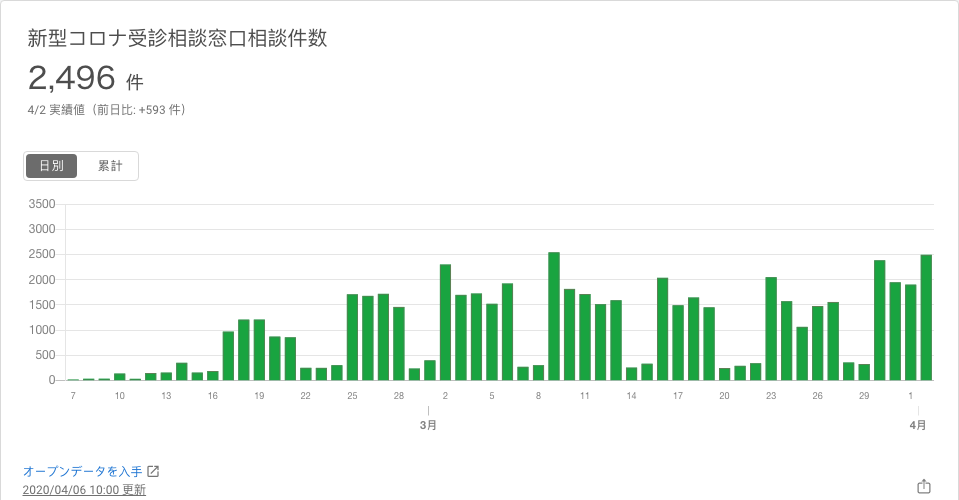 新型コロナ受診相談窓口相談件数
2,496 件
4/2 実績値（前日比: +593 件）
日別 累計
3500
3000
2500
2000
1500
1000
500
0
7 10 13 16 19 22 25 28 2 5 8 11 14 17 20 23 26 29 1
3月 4月
オープンデータを入手
2020/04/06 10:00 更新